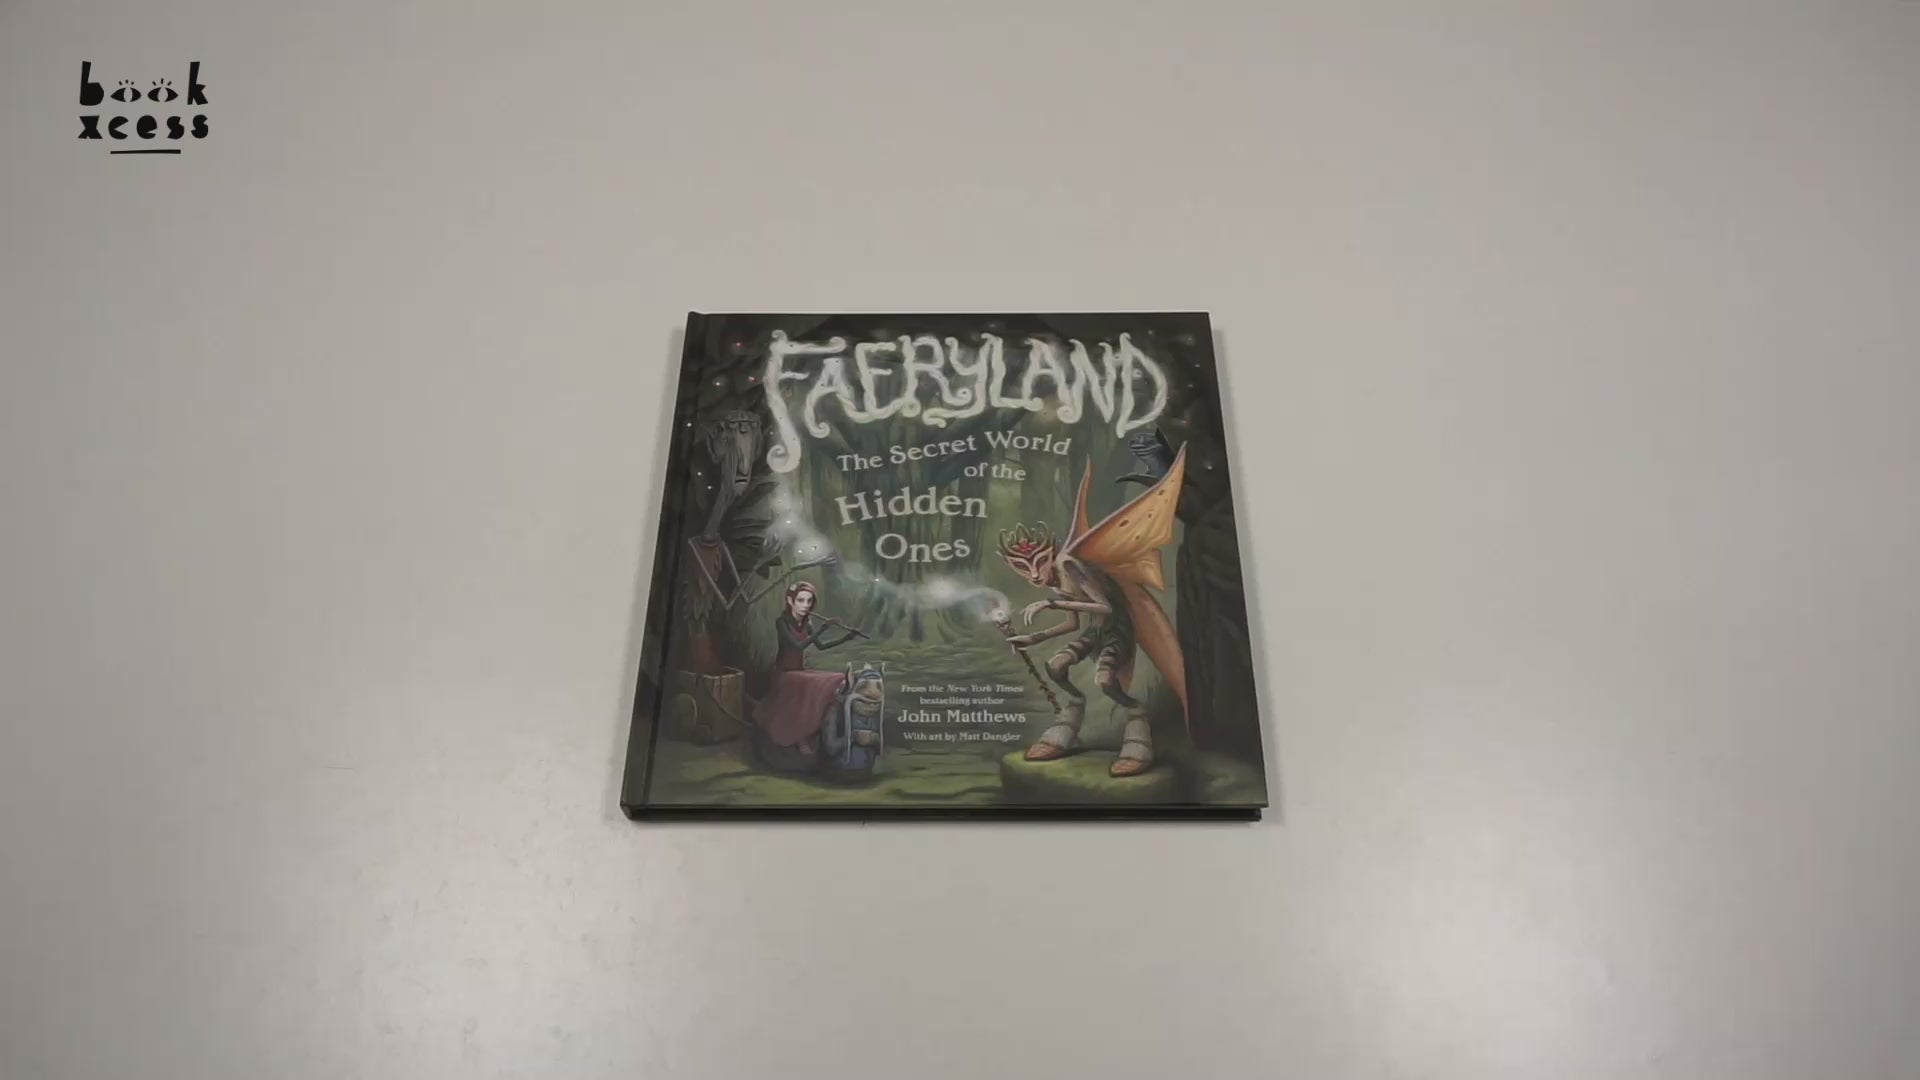 book
xcess
FAERYLAND
The Secret World
of the
Hidden
Ones
From the New York Times
bestselling author
John Matthews
With art by Matt Dangler